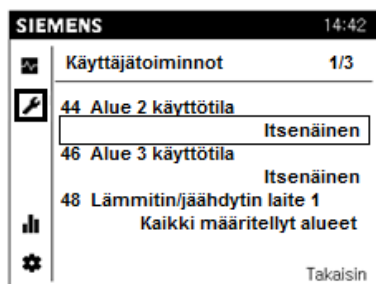 SIEMENS 14:42
Käyttäjätoiminnot 1/3
44 Alue 2 käyttötila
Itsenäinen
46 Alue 3 käyttötila
Itsenäinen
48 Lämmitin/jäähdytin laite 1
Kaikki määritellyt alueet
Takaisin